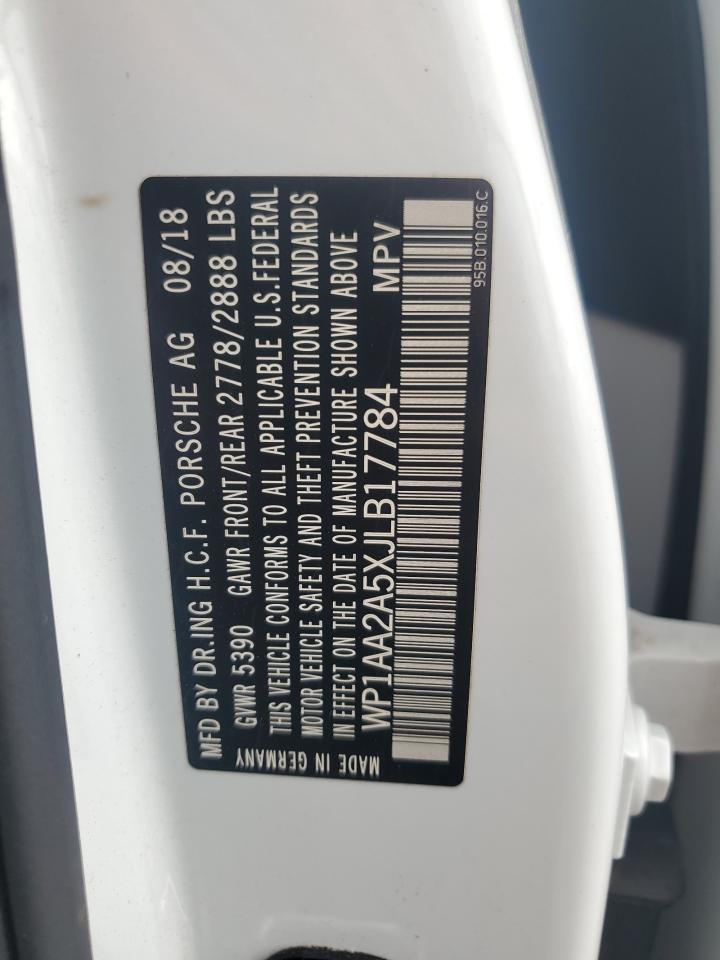 MFD BY DR.ING H.C.F. PORSCHE AG 08/18
GVWR 5390 GAWR FRONT/REAR 2778/2888 LBS
THIS VEHICLE CONFORMS TO ALL APPLICABLE U.S.FEDERAL
MOTOR VEHICLE SAFETY AND THEFT PREVENTION STANDARDS
IN EFFECT ON THE DATE OF MANUFACTURE SHOWN ABOVE
WP1AA2A5XJLB17784 MPV
MADE IN GERMANY
95B.010.016.C